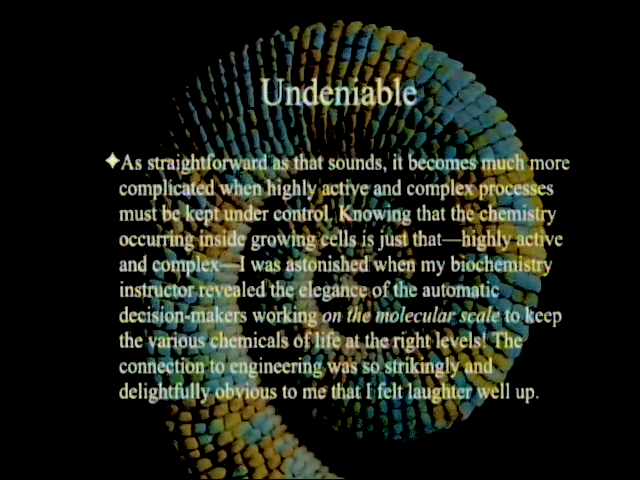 Undeniable
✦As straightforward as that sounds, it becomes much more
complicated when highly active and complex processes
must be kept under control. Knowing that the chemistry
occurring inside growing cells is just that—highly active
and complex—I was astonished when my biochemistry
instructor revealed the elegance of the automatic
decision-makers working on the molecular scale to keep
the various chemicals of life at the right levels! The
connection to engineering was so strikingly and
delightfully obvious to me that I felt laughter well up.